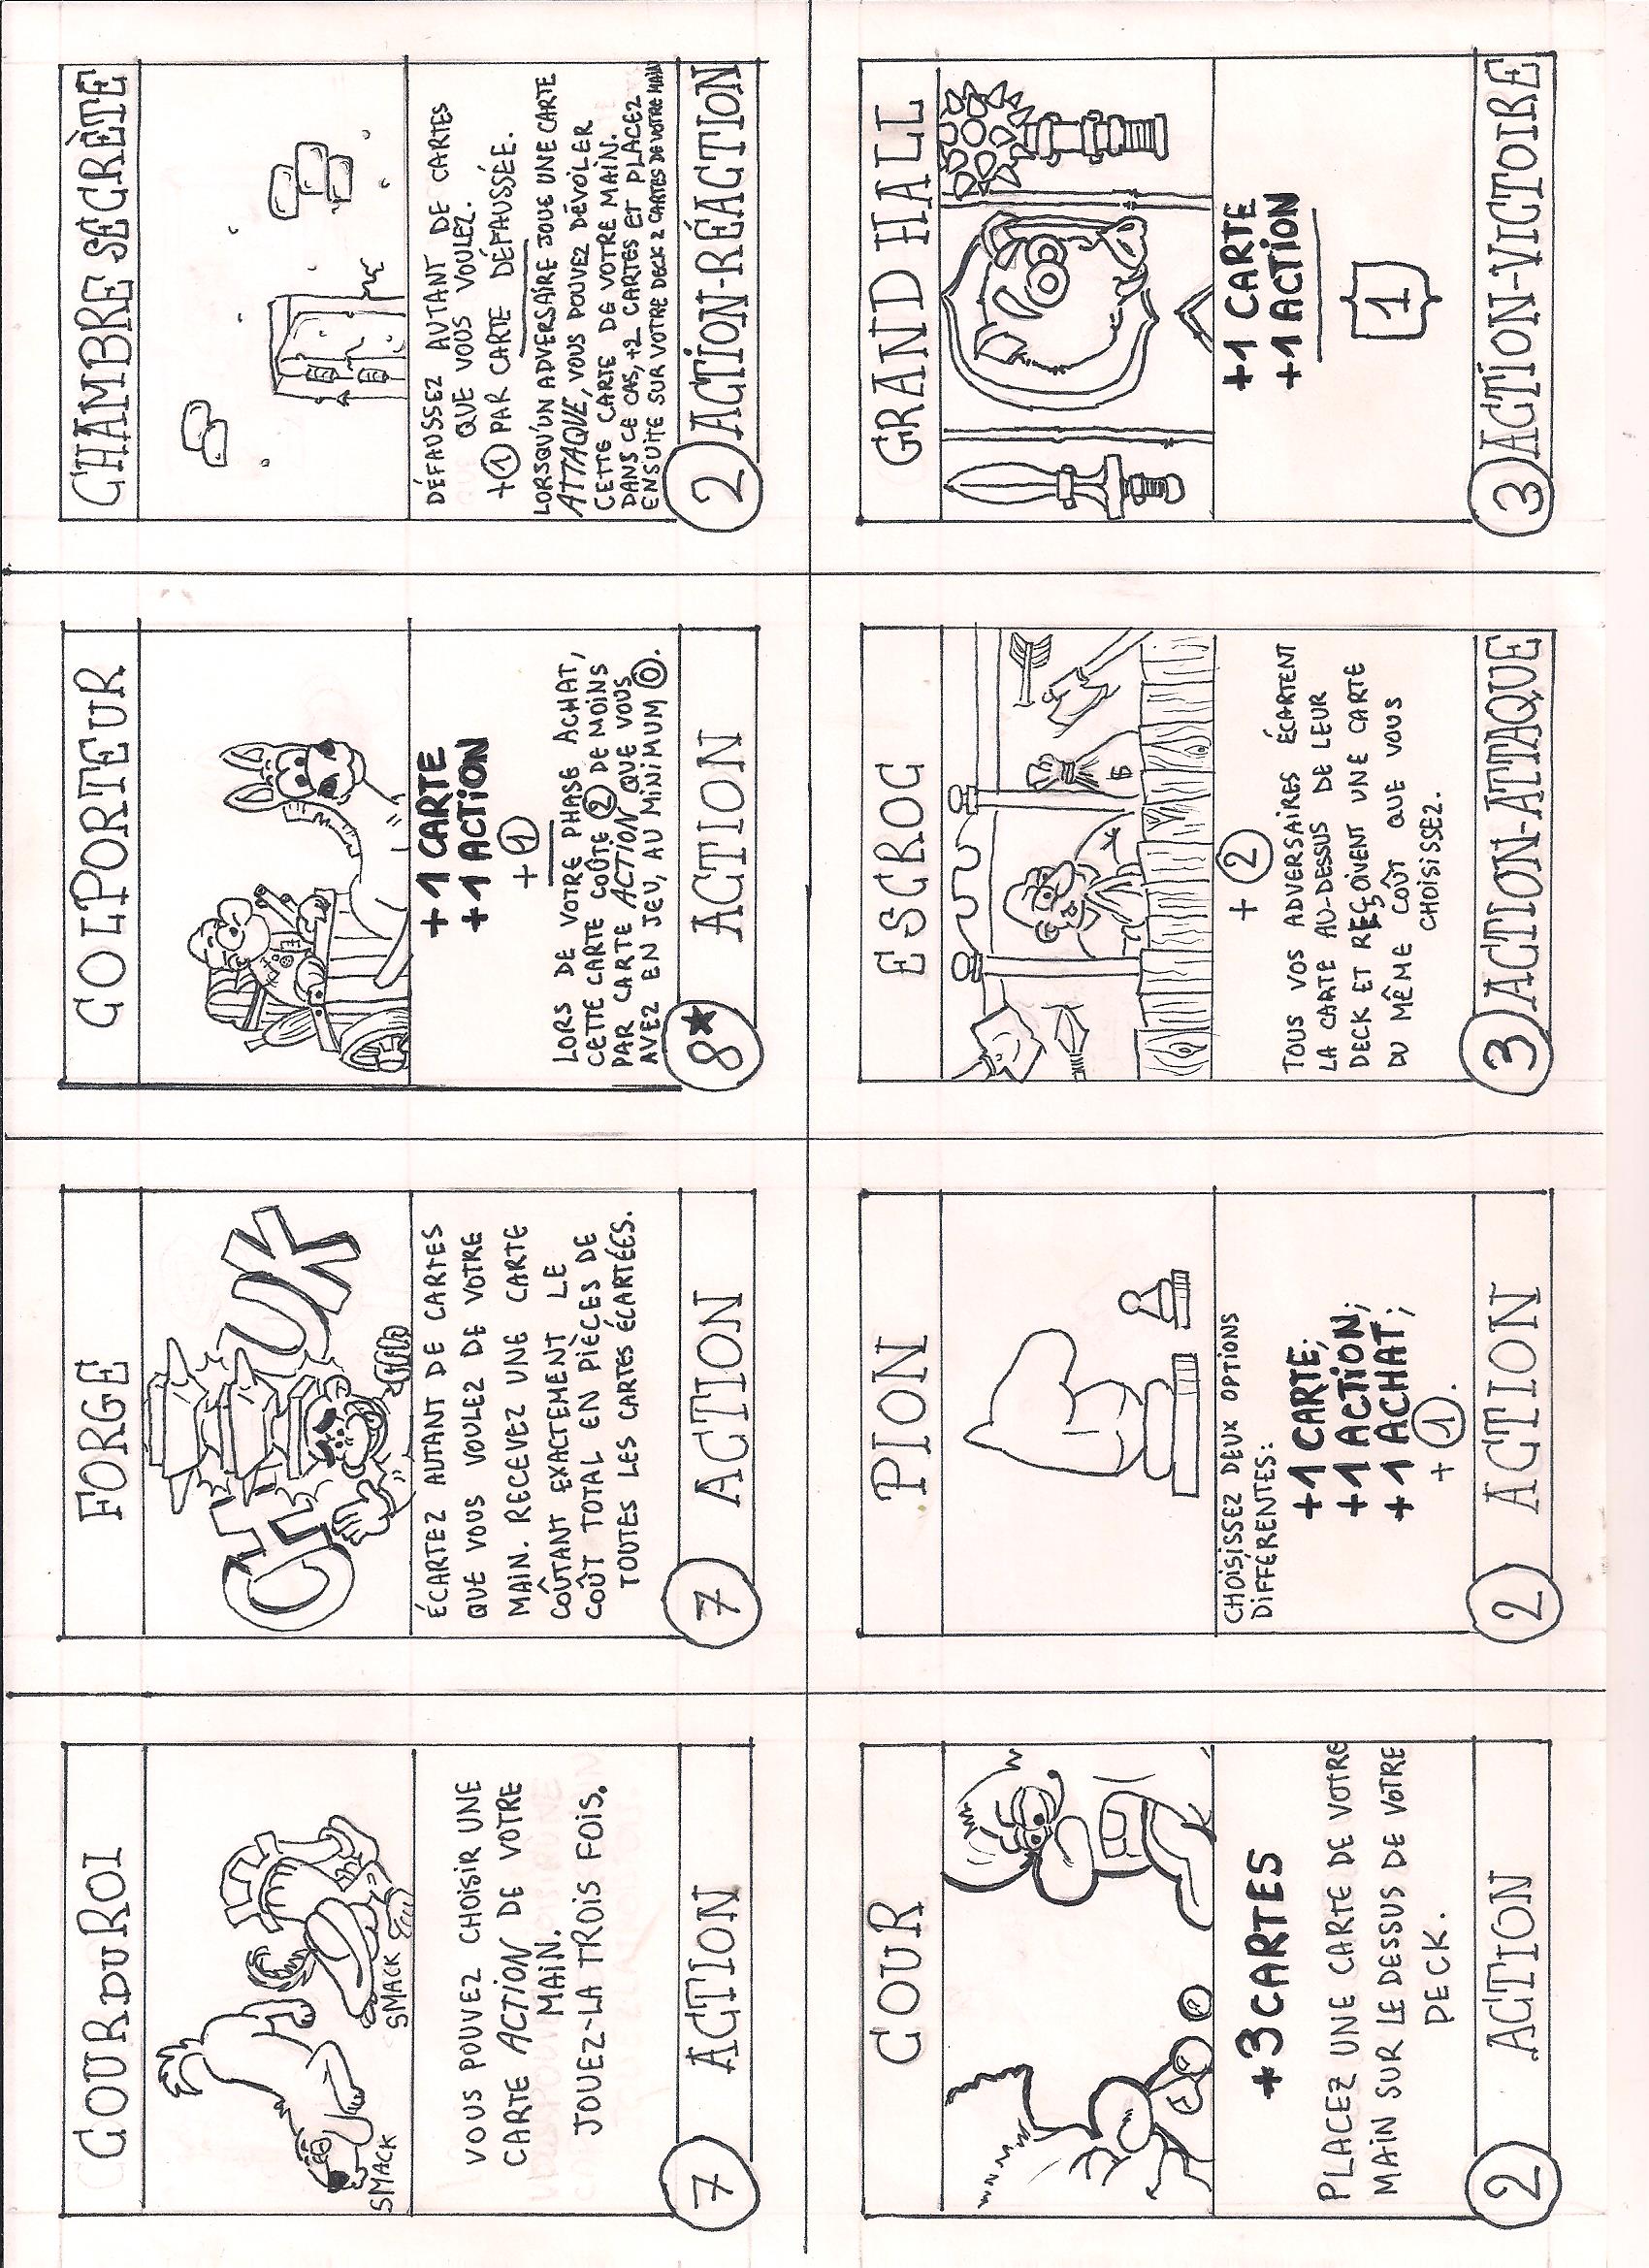 COUR DU ROI
SMACK
SMACK
VOUS POUVEZ CHOISIR UNE
CARTE ACTION DE VOTRE
MAIN.
JOUEZ-LA TROIS FOIS.
7
ACTION
FORGE
CHUK
ÉCARTEZ AUTANT DE CARTES
QUE VOUS VOULEZ DE VOTRE
MAIN. RECEVEZ UNE CARTE
COÛTANT EXACTEMENT LE
COÛT TOTAL EN PIÈCES DE
TOUTES LES CARTES ÉCARTÉES.
7
ACTION
COLPORTEUR
+1 CARTE
+1 ACTION
+1
LORS DE VOTRE PHASE ACHAT,
CETTE CARTE COÛTE 2 DE MOINS
PAR CARTE ACTION QUE VOUS
AVEZ EN JEU, AU MINIMUM 0.
8★
ACTION
CHAMBRE SECRÈTE
DÉFAUSSEZ AUTANT DE CARTES
QUE VOUS VOULEZ.
+1 PAR CARTE DÉFAUSSÉE.
LORSQU'UN ADVERSAIRE JOUE UNE CARTE
ATTAQUE, VOUS POUVEZ DÉVOILER
CETTE CARTE DE VOTRE MAIN.
DANS CE CAS, +2 CARTES ET PLACEZ
ENSUITE SUR VOTRE DECK 2 CARTES DE VOTRE MAIN
2
ACTION-RÉACTION
COUR
+3 CARTES
PLACEZ UNE CARTE DE VOTRE
MAIN SUR LE DESSUS DE VOTRE
DECK.
2
ACTION
PION
CHOISISSEZ DEUX OPTIONS
DIFFÉRENTES:
+1 CARTE;
+1 ACTION;
+1 ACHAT;
+1.
2
ACTION
ESCROC
$
+2
TOUS VOS ADVERSAIRES ÉCARTENT
LA CARTE AU-DESSUS DE LEUR
DECK ET REÇOIVENT UNE CARTE
DU MÊME COÛT QUE VOUS
CHOISISSEZ.
3
ACTION-ATTAQUE
GRAND HALL
+1 CARTE
+1 ACTION
1
3
ACTION-VICTOIRE